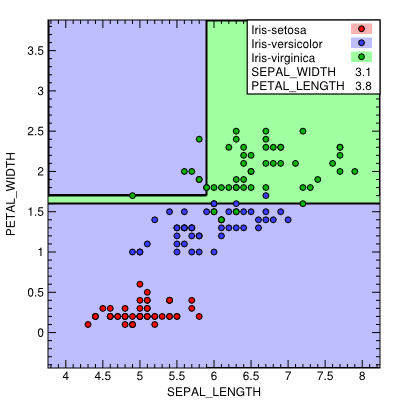 Iris-setosa
Iris-versicolor
Iris-virginica
SEPAL_WIDTH 3.1
PETAL_LENGTH 3.8
3.5
3
2.5
2
1.5
1
0.5
0
PETAL_WIDTH
4 4.5 5 5.5 6 6.5 7 7.5 8
SEPAL_LENGTH